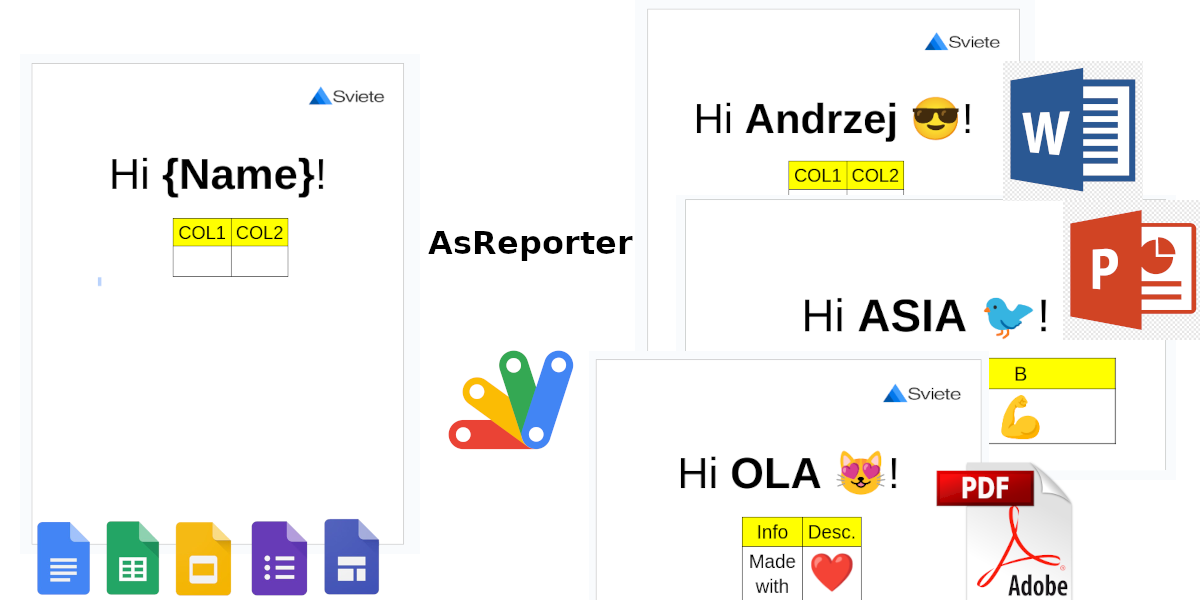 Sviete
Hi {Name}!
COL1 COL2
AsReporter
Sviete
Hi Andrzej 😎!
COL1 COL2
W
P
Hi ASIA 🐦!
B
💪
Sviete
Hi OLA 😻!
Info Desc.
Made ❤️
with
PDF
Adobe